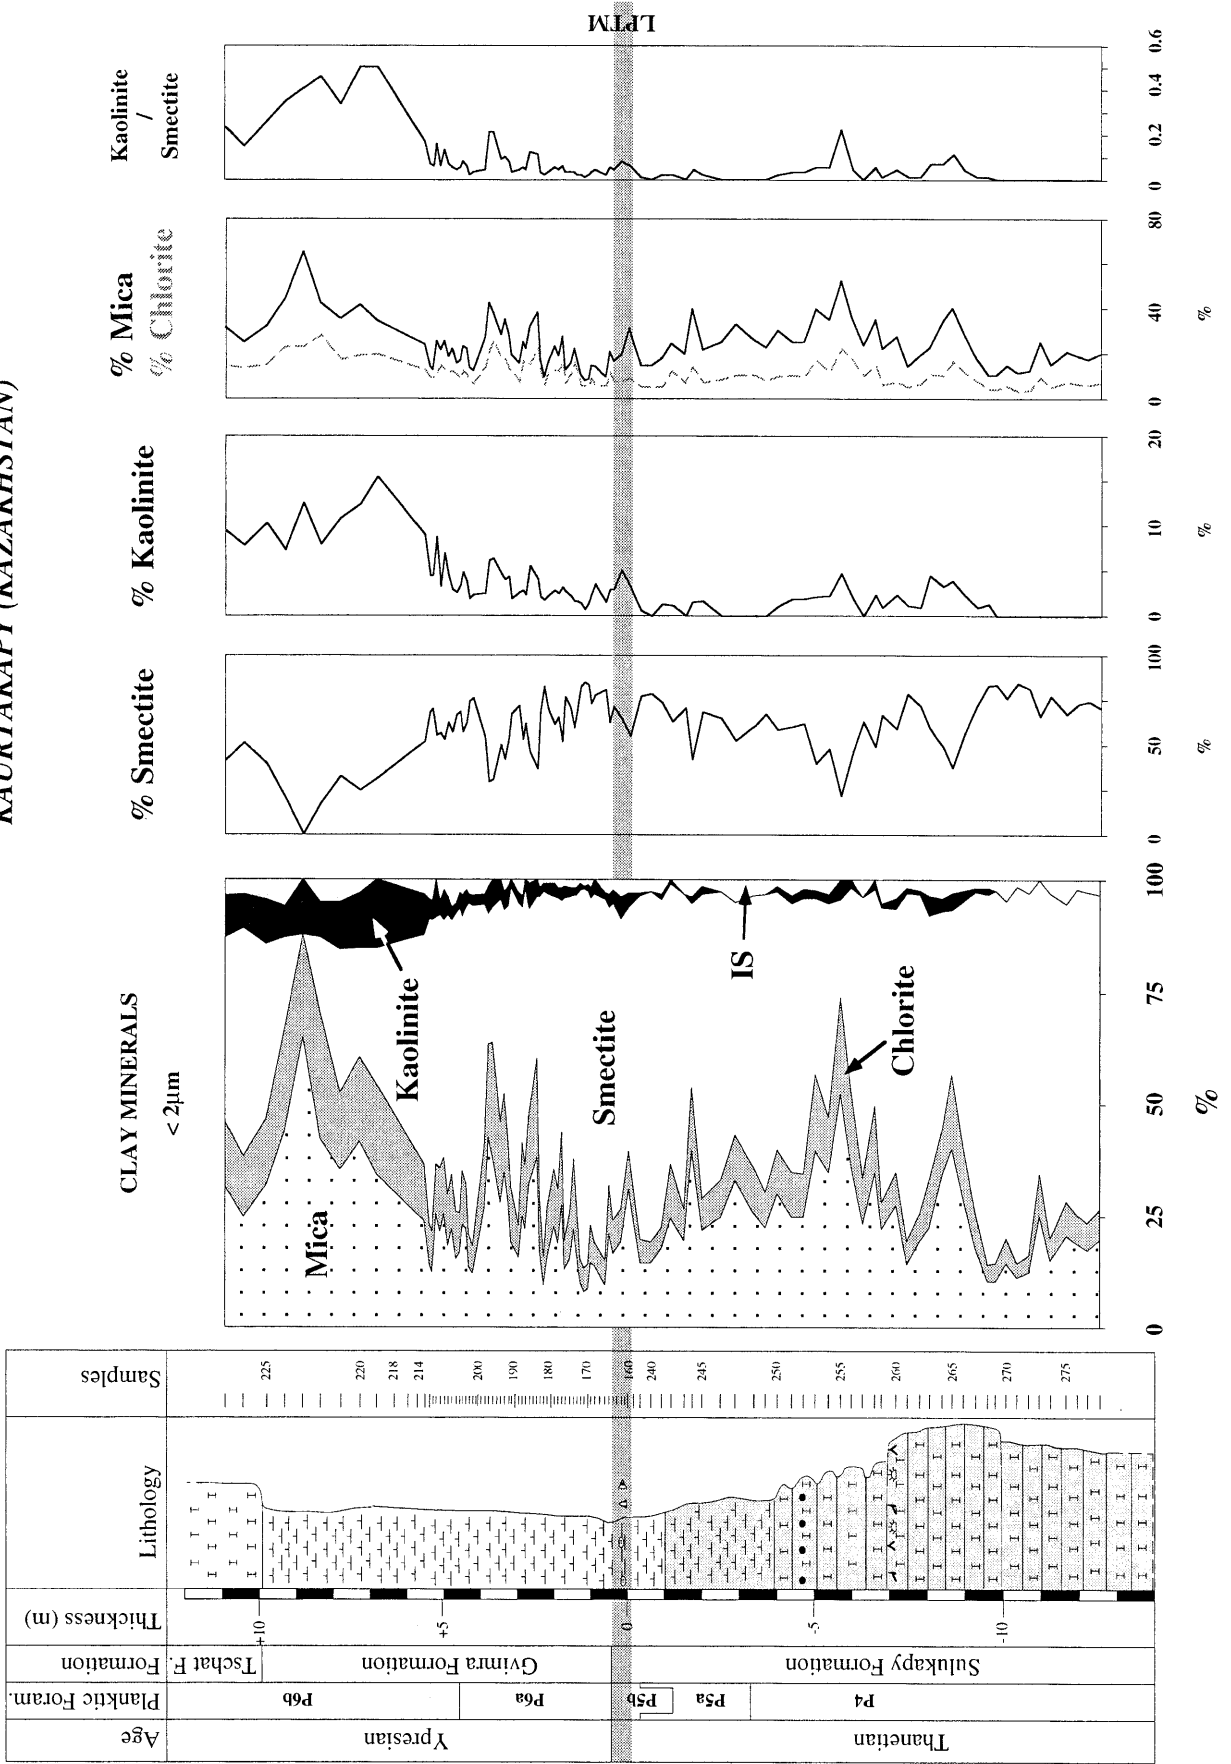 KAURTAKAPY (KAZAKHSTAN)
LPTM
Kaolinite
/
Smectite
0 0.2 0.4 0.6
% Mica
% Chlorite
0 40 80
%
% Kaolinite
0 10 20
%
% Smectite
0 50 100
%
CLAY MINERALS
< 2µm
Mica
Kaolinite
Smectite
IS
Chlorite
0 25 50 75 100
%
Samples
225 220 218 214 200 190 180 170 160 240 245 250 255 260 265 270 275
Lithology
Thickness (m)
+10 +5 0 -5 -10
Formation
Tschat F.
Gvimra Formation
Sulukapy Formation
Planktic Foram.
P6b P6a P5b P5a P4
Age
Ypresian
Thanetian